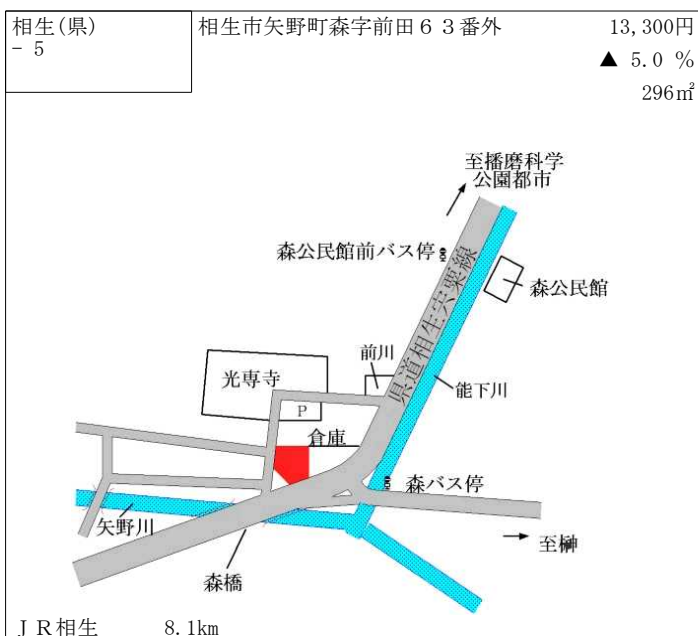 相生(県)
- 5
相生市矢野町森字前田６３番外
13,300円
▲ 5.0 %
296㎡
至播磨科学
公園都市
森公民館前バス停
県道相生宍粟線
森公民館
前川
光専寺
能下川
P
倉庫
森バス停
矢野川
至榊
森橋
ＪＲ相生 8.1km